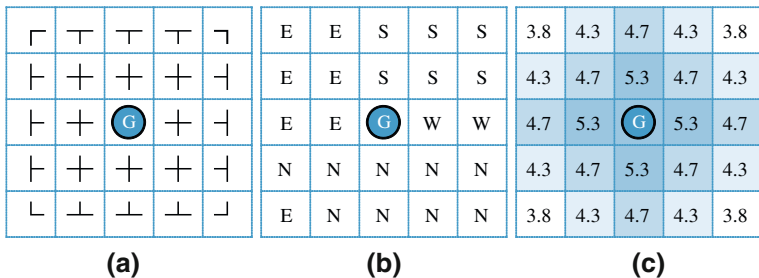 E E S S S 3.8 4.3 4.7 4.3 3.8
E E S S S 4.3 4.7 5.3 4.7 4.3
G E E G W W 4.7 5.3 G 5.3 4.7
N N N N N 4.3 4.7 5.3 4.7 4.3
E N N N N 3.8 4.3 4.7 4.3 3.8
(a) (b) (c)